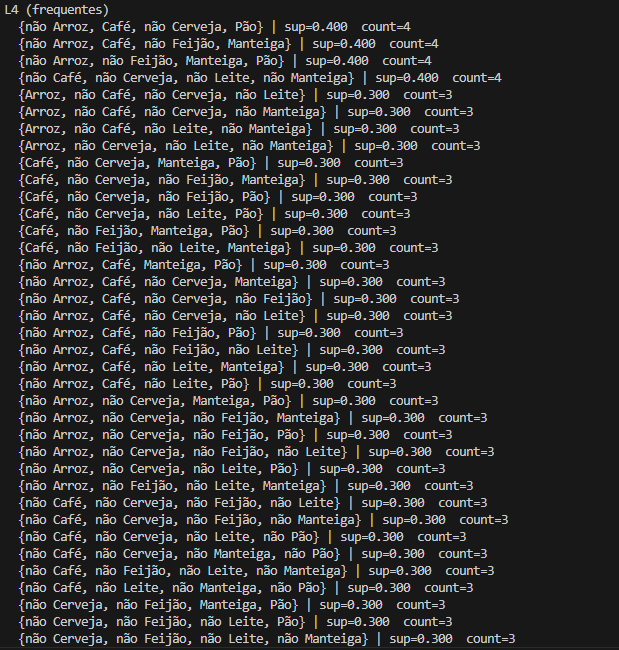 L4 (frequentes)
{não Arroz, Café, não Cerveja, Pão} | sup=0.400 count=4
{não Arroz, Café, não Feijão, Manteiga} | sup=0.400 count=4
{não Arroz, não Feijão, Manteiga, Pão} | sup=0.400 count=4
{não Café, não Cerveja, não Leite, não Manteiga} | sup=0.400 count=4
{Arroz, não Café, não Cerveja, não Leite} | sup=0.300 count=3
{Arroz, não Café, não Cerveja, não Manteiga} | sup=0.300 count=3
{Arroz, não Café, não Leite, não Manteiga} | sup=0.300 count=3
{Arroz, não Cerveja, não Leite, não Manteiga} | sup=0.300 count=3
{Café, não Cerveja, Manteiga, Pão} | sup=0.300 count=3
{Café, não Cerveja, não Feijão, Manteiga} | sup=0.300 count=3
{Café, não Cerveja, não Feijão, Pão} | sup=0.300 count=3
{Café, não Cerveja, não Leite, Pão} | sup=0.300 count=3
{Café, não Feijão, Manteiga, Pão} | sup=0.300 count=3
{Café, não Feijão, não Leite, Manteiga} | sup=0.300 count=3
{não Arroz, Café, Manteiga, Pão} | sup=0.300 count=3
{não Arroz, Café, não Cerveja, Manteiga} | sup=0.300 count=3
{não Arroz, Café, não Cerveja, não Feijão} | sup=0.300 count=3
{não Arroz, Café, não Cerveja, não Leite} | sup=0.300 count=3
{não Arroz, Café, não Feijão, Pão} | sup=0.300 count=3
{não Arroz, Café, não Feijão, não Leite} | sup=0.300 count=3
{não Arroz, Café, não Leite, Manteiga} | sup=0.300 count=3
{não Arroz, Café, não Leite, Pão} | sup=0.300 count=3
{não Arroz, não Cerveja, Manteiga, Pão} | sup=0.300 count=3
{não Arroz, não Cerveja, não Feijão, Manteiga} | sup=0.300 count=3
{não Arroz, não Cerveja, não Feijão, Pão} | sup=0.300 count=3
{não Arroz, não Cerveja, não Feijão, não Leite} | sup=0.300 count=3
{não Arroz, não Cerveja, não Leite, Pão} | sup=0.300 count=3
{não Arroz, não Feijão, não Leite, Manteiga} | sup=0.300 count=3
{não Café, não Cerveja, não Feijão, não Leite} | sup=0.300 count=3
{não Café, não Cerveja, não Feijão, não Manteiga} | sup=0.300 count=3
{não Café, não Cerveja, não Leite, não Pão} | sup=0.300 count=3
{não Café, não Cerveja, não Manteiga, não Pão} | sup=0.300 count=3
{não Café, não Feijão, não Leite, não Manteiga} | sup=0.300 count=3
{não Café, não Leite, não Manteiga, não Pão} | sup=0.300 count=3
{não Cerveja, não Feijão, Manteiga, Pão} | sup=0.300 count=3
{não Cerveja, não Feijão, não Leite, Pão} | sup=0.300 count=3
{não Cerveja, não Feijão, não Leite, não Manteiga} | sup=0.300 count=3